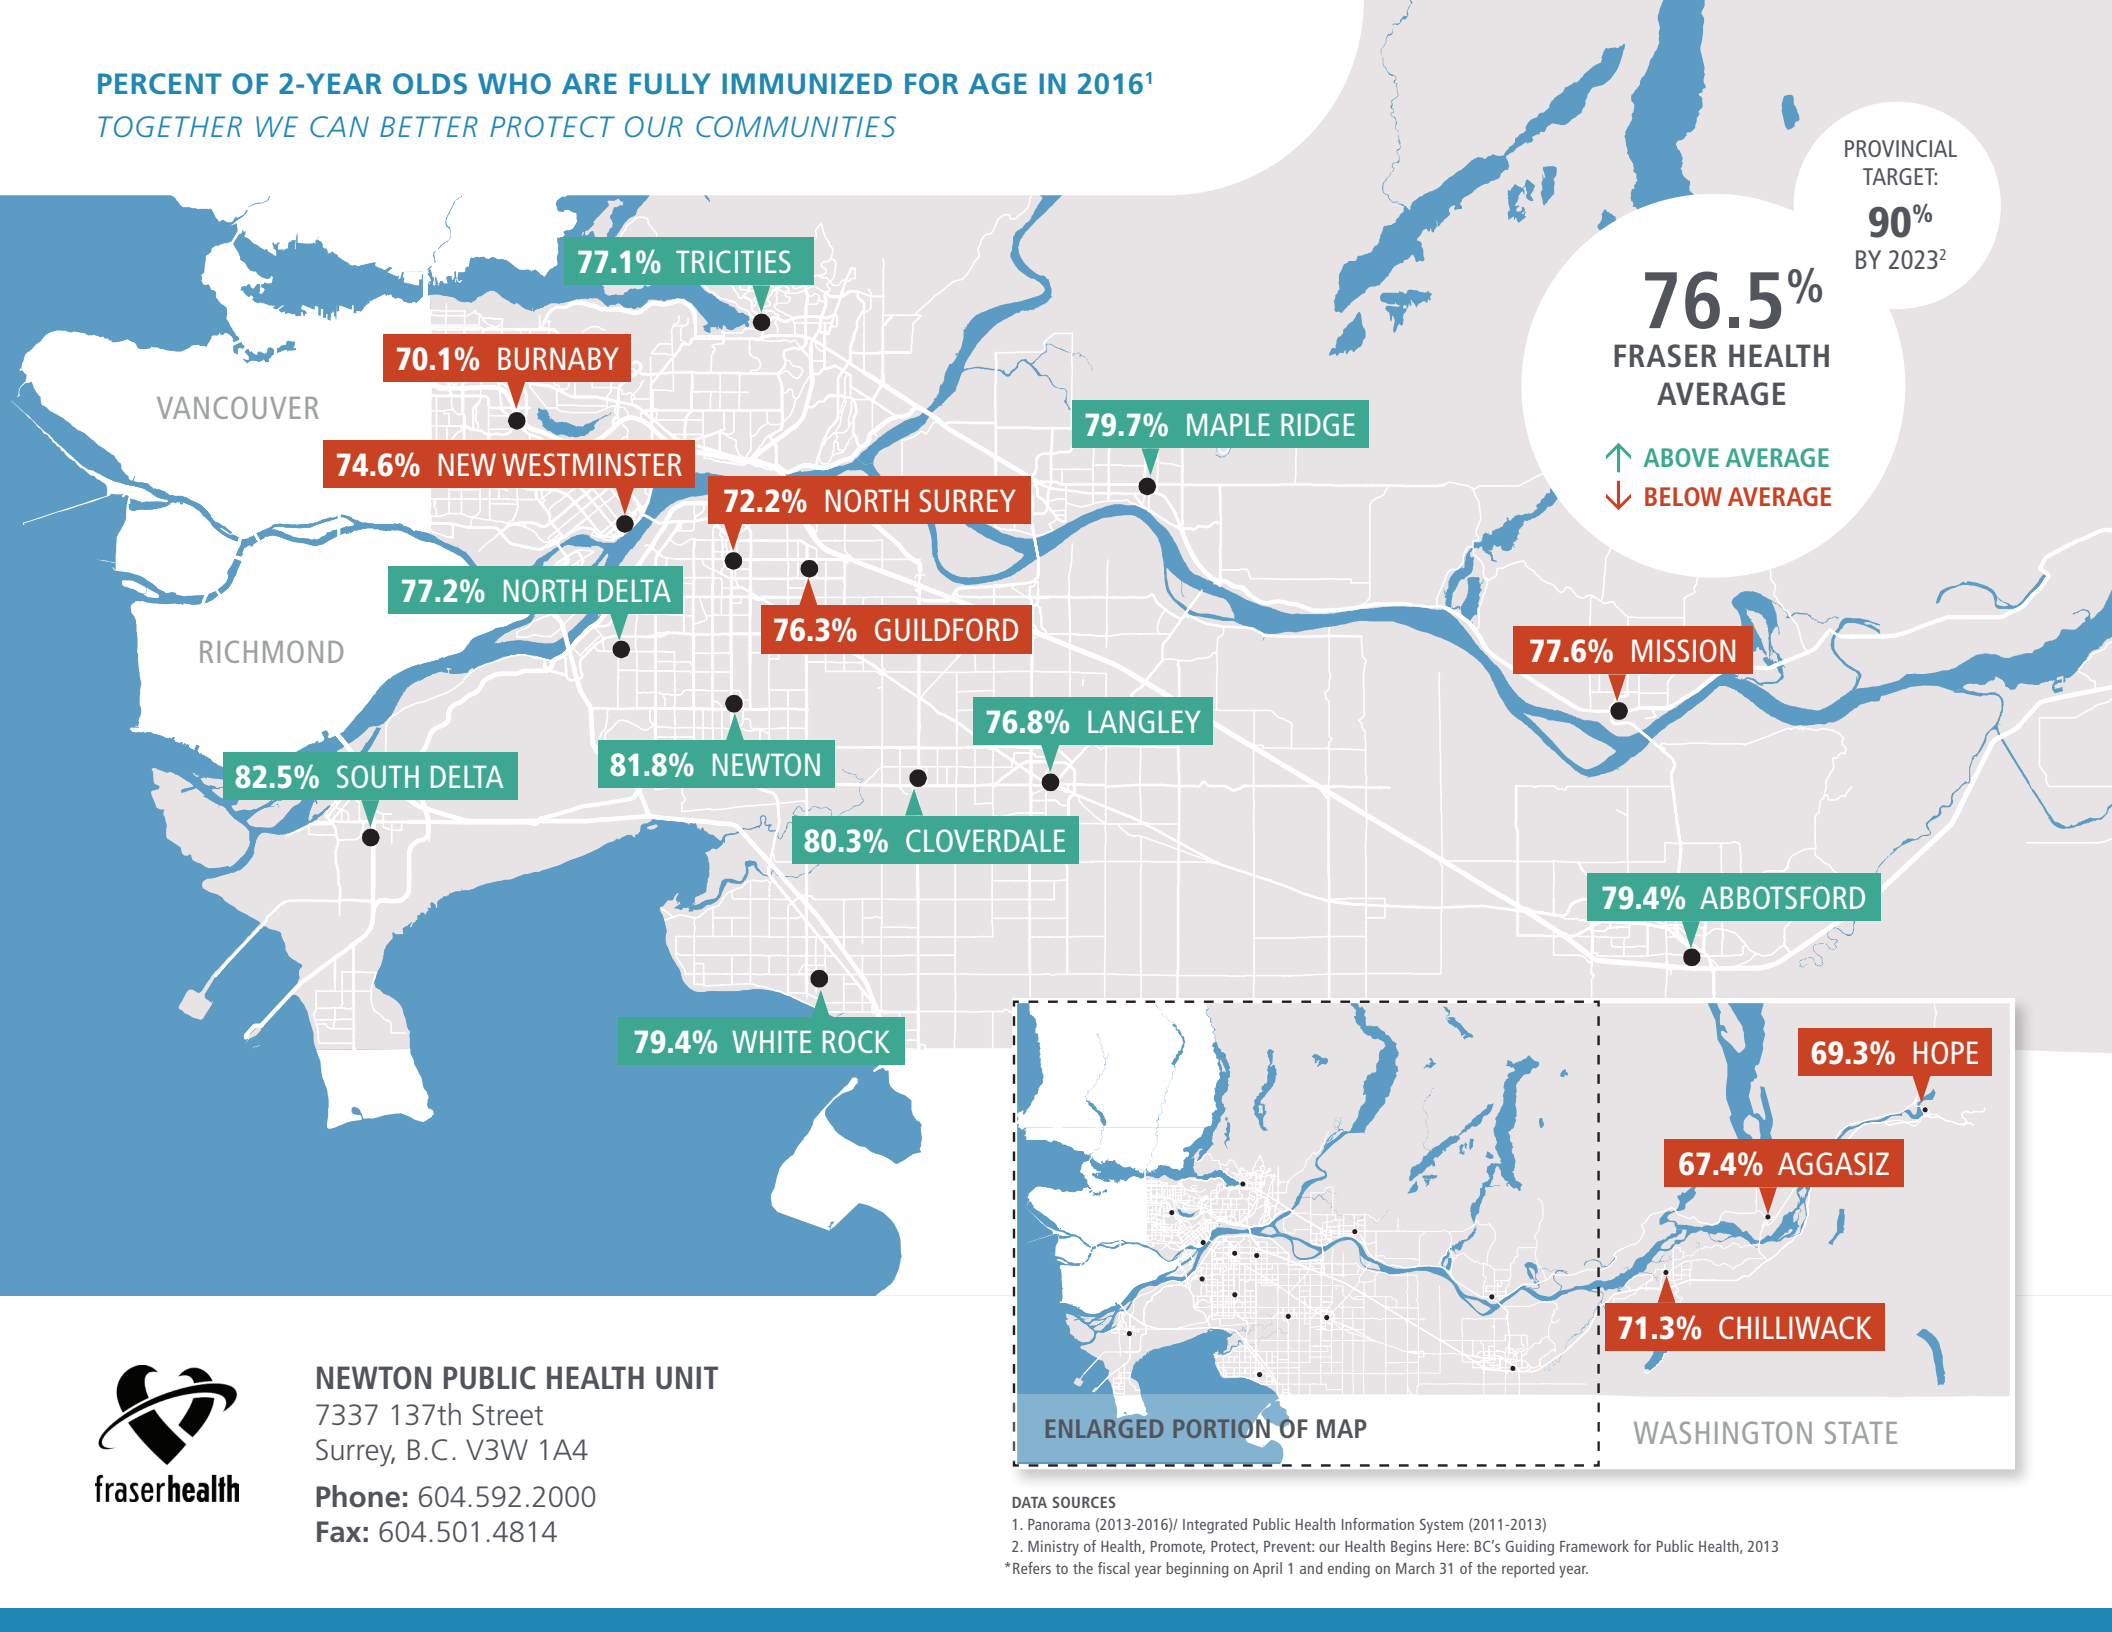 PERCENT OF 2-YEAR OLDS WHO ARE FULLY IMMUNIZED FOR AGE IN 2016¹
TOGETHER WE CAN BETTER PROTECT OUR COMMUNITIES
PROVINCIAL
TARGET:
90%
BY 2023²
76.5%
FRASER HEALTH
AVERAGE
↑ ABOVE AVERAGE
↓ BELOW AVERAGE
77.1% TRICITIES
70.1% BURNABY
VANCOUVER
79.7% MAPLE RIDGE
74.6% NEW WESTMINSTER
72.2% NORTH SURREY
77.2% NORTH DELTA
76.3% GUILDFORD
RICHMOND
77.6% MISSION
76.8% LANGLEY
81.8% NEWTON
82.5% SOUTH DELTA
80.3% CLOVERDALE
79.4% ABBOTSFORD
79.4% WHITE ROCK
69.3% HOPE
67.4% AGGASIZ
71.3% CHILLIWACK
ENLARGED PORTION OF MAP
WASHINGTON STATE
fraserhealth
NEWTON PUBLIC HEALTH UNIT
7337 137th Street
Surrey, B.C. V3W 1A4
Phone: 604.592.2000
Fax: 604.501.4814
DATA SOURCES
1. Panorama (2013-2016)/ Integrated Public Health Information System (2011-2013)
2. Ministry of Health, Promote, Protect, Prevent: our Health Begins Here: BC's Guiding Framework for Public Health, 2013
*Refers to the fiscal year beginning on April 1 and ending on March 31 of the reported year.